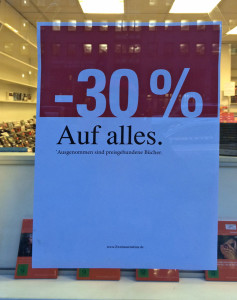 -30 %
Auf alles.
*Ausgenommen sind preisgebundene Bücher.